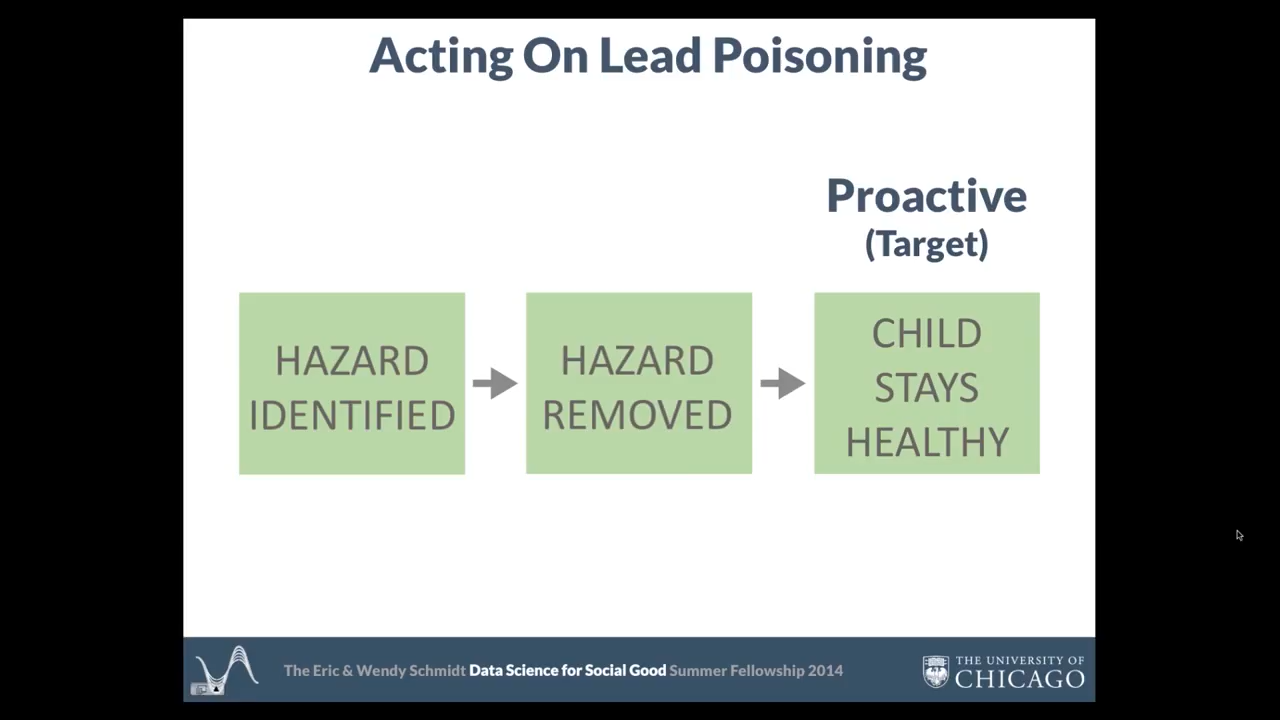 Acting On Lead Poisoning
Proactive
(Target)
HAZARD
IDENTIFIED
HAZARD
REMOVED
CHILD
STAYS
HEALTHY
The Eric & Wendy Schmidt Data Science for Social Good Summer Fellowship 2014
THE UNIVERSITY OF
CHICAGO